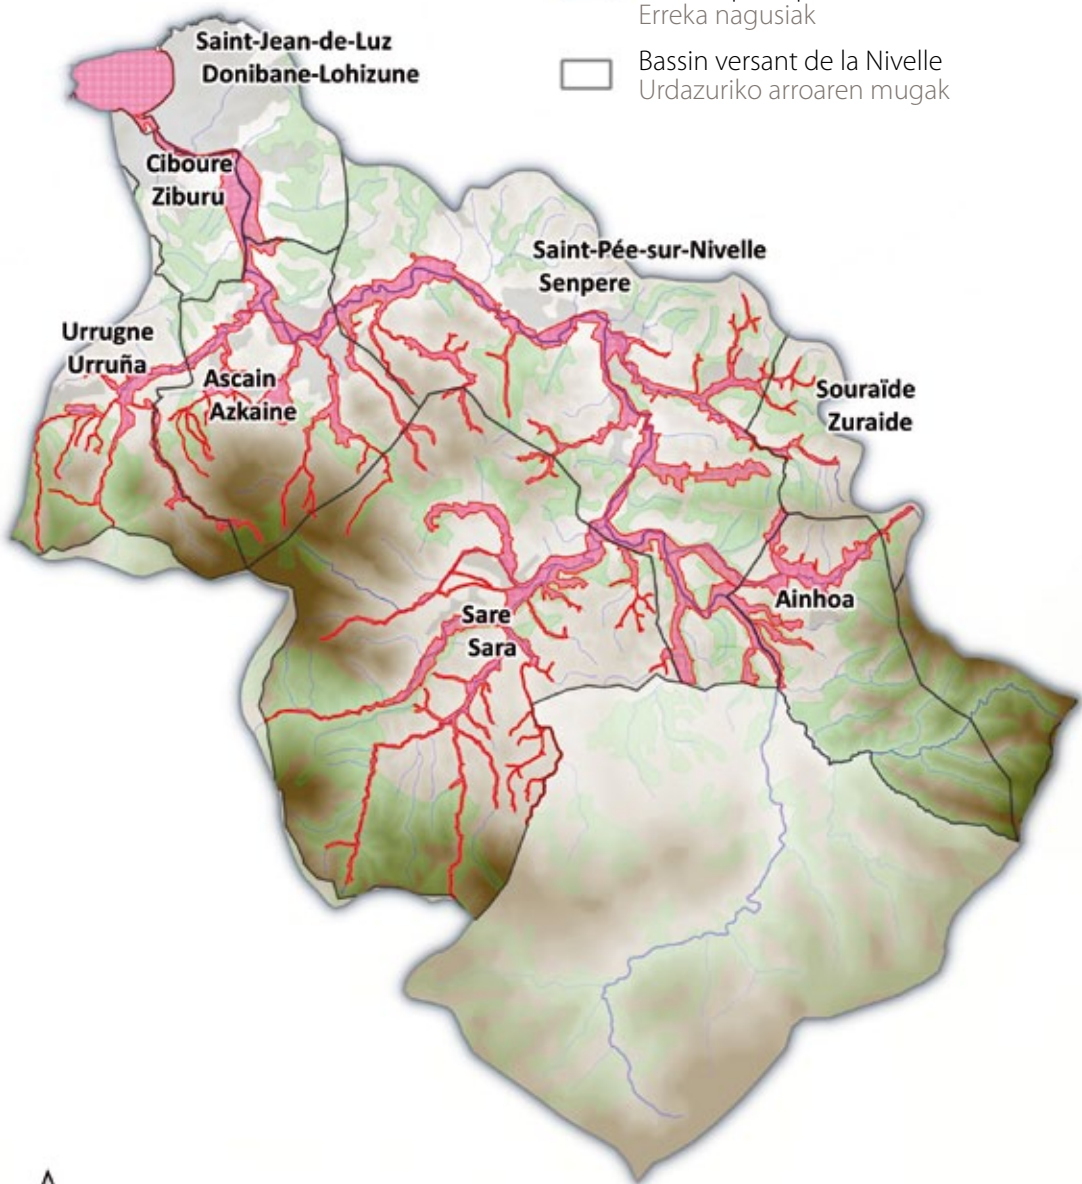 Erreka nagusiak
Bassin versant de la Nivelle
Urdazuriko arroaren mugak
Saint-Jean-de-Luz
Donibane-Lohizune
Ciboure
Ziburu
Saint-Pée-sur-Nivelle
Senpere
Urrugne
Urruña
Ascain
Azkaine
Souraïde
Zuraide
Ainhoa
Sare
Sara